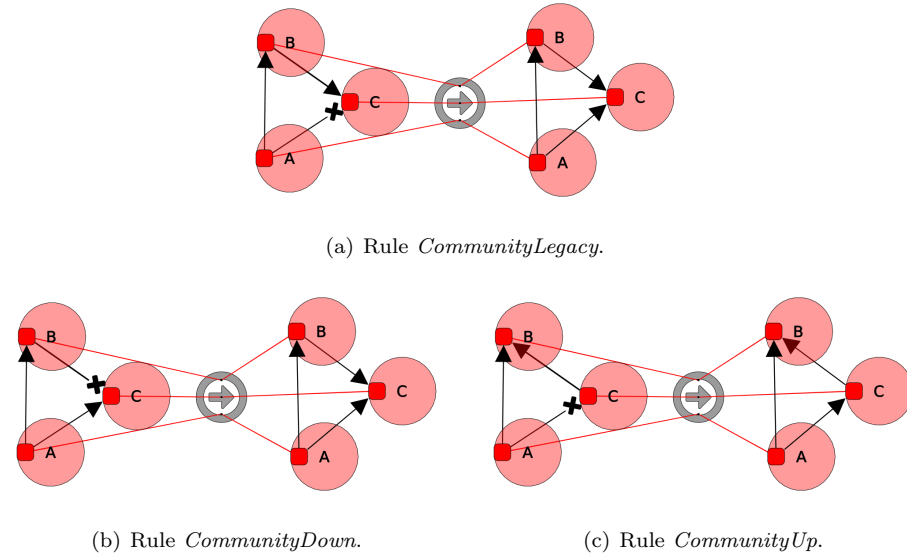 B B
C C
A A
(a) Rule CommunityLegacy.
B B B B
C C C C
A A A A
(b) Rule CommunityDown. (c) Rule CommunityUp.